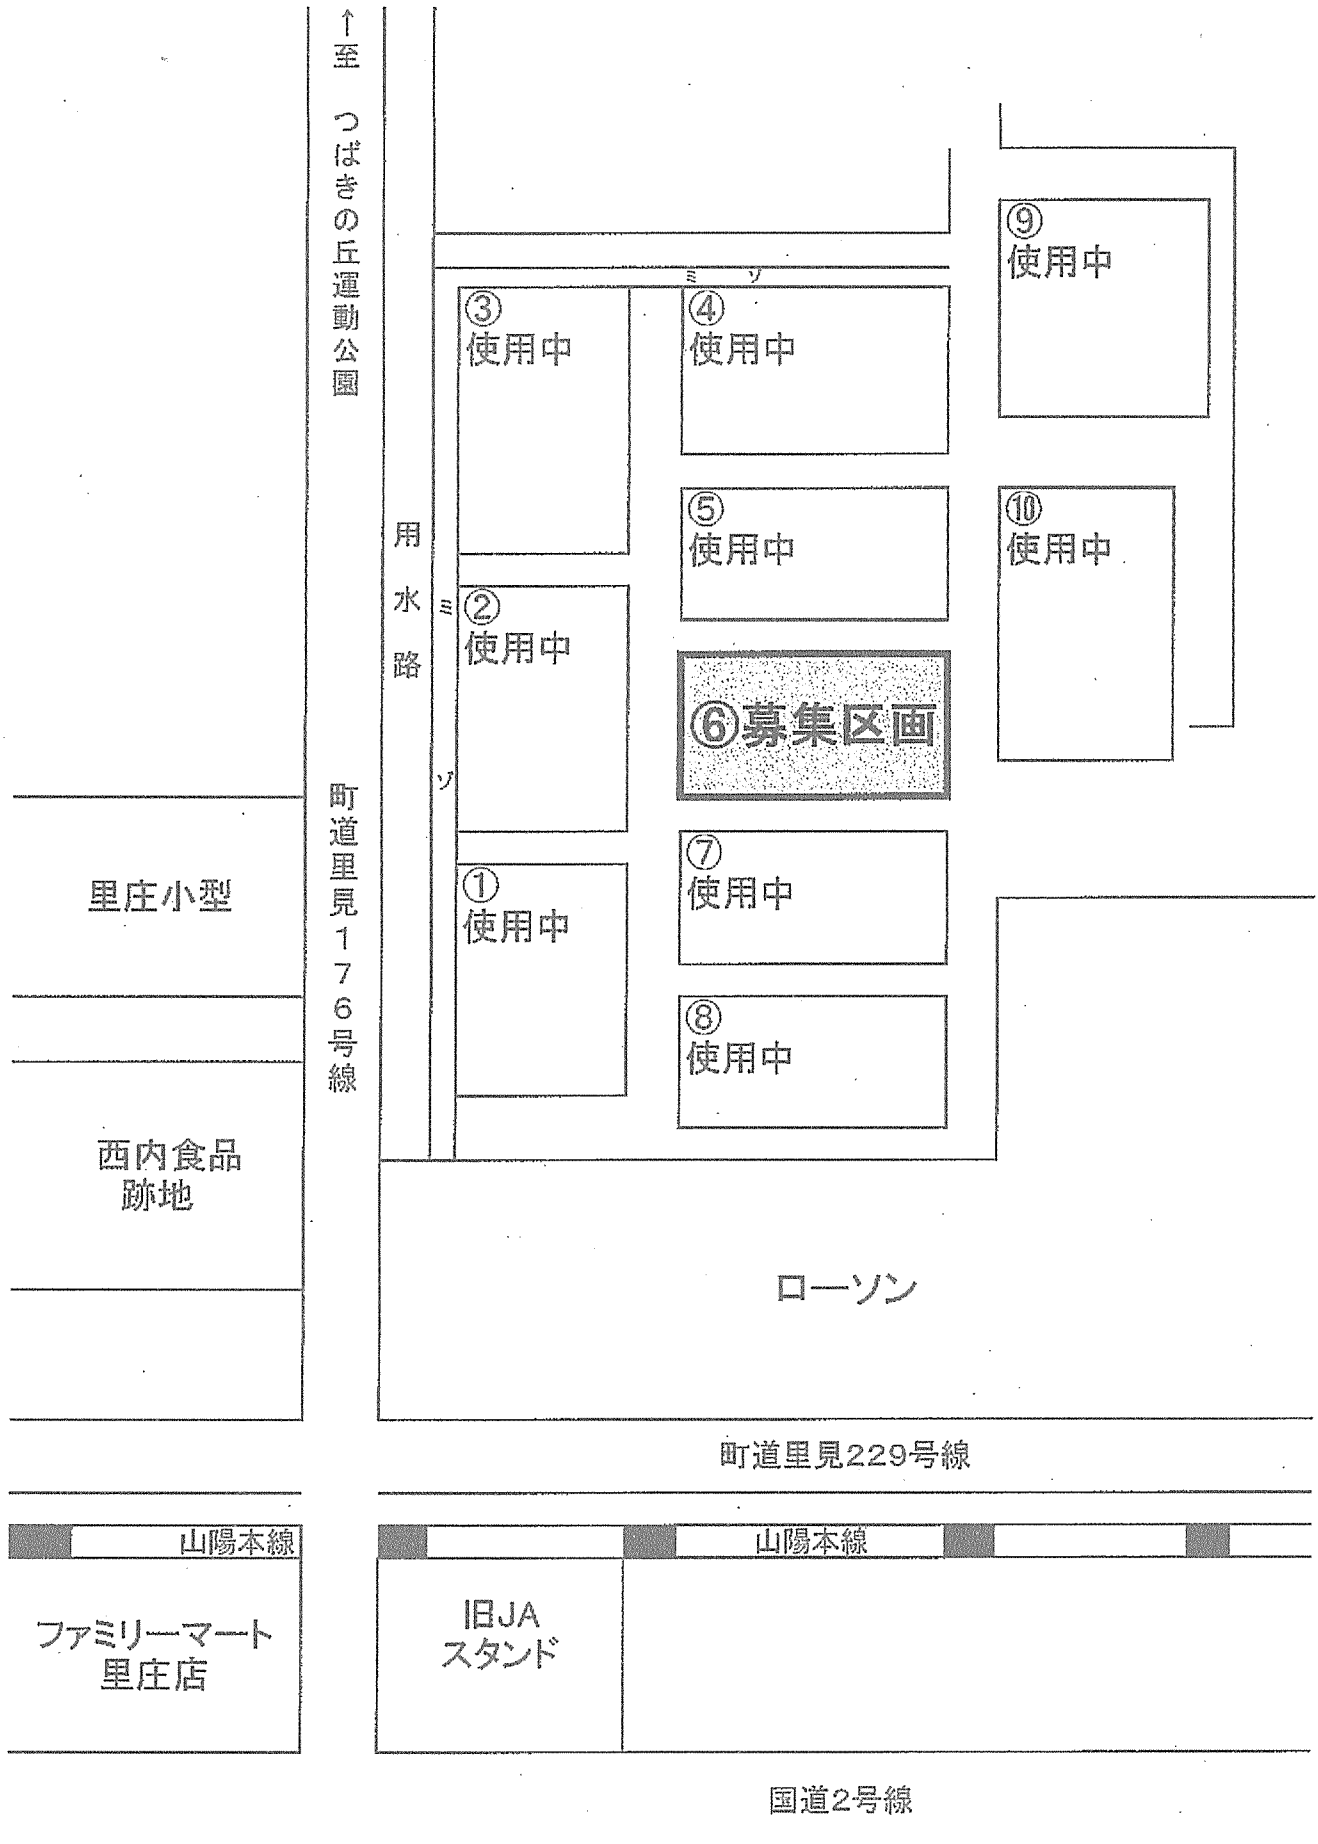 ↑至 つばきの丘運動公園
町道里見176号線
用水路
ミゾ
ミゾ
③
使用中
④
使用中
⑨
使用中
⑤
使用中
⑩
使用中
②
使用中
⑥募集区画
①
使用中
⑦
使用中
⑧
使用中
里庄小型
西内食品
跡地
ローソン
町道里見229号線
山陽本線
山陽本線
ファミリーマート
里庄店
旧JA
スタンド
国道2号線